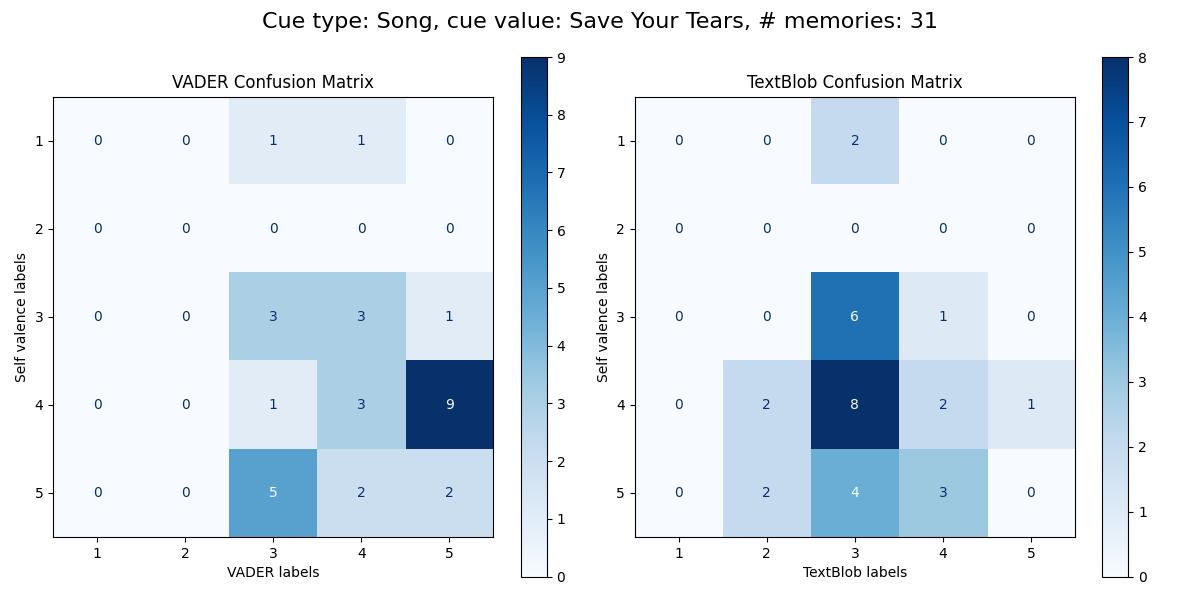 Cue type: Song, cue value: Save Your Tears, # memories: 31
VADER Confusion Matrix
Self valence labels
1 0 0 1 1 0
2 0 0 0 0 0
3 0 0 3 3 1
4 0 0 1 3 9
5 0 0 5 2 2
1 2 3 4 5
VADER labels
9
8
7
6
5
4
3
2
1
0
TextBlob Confusion Matrix
Self valence labels
1 0 0 2 0 0
2 0 0 0 0 0
3 0 0 6 1 0
4 0 2 8 2 1
5 0 2 4 3 0
1 2 3 4 5
TextBlob labels
8
7
6
5
4
3
2
1
0